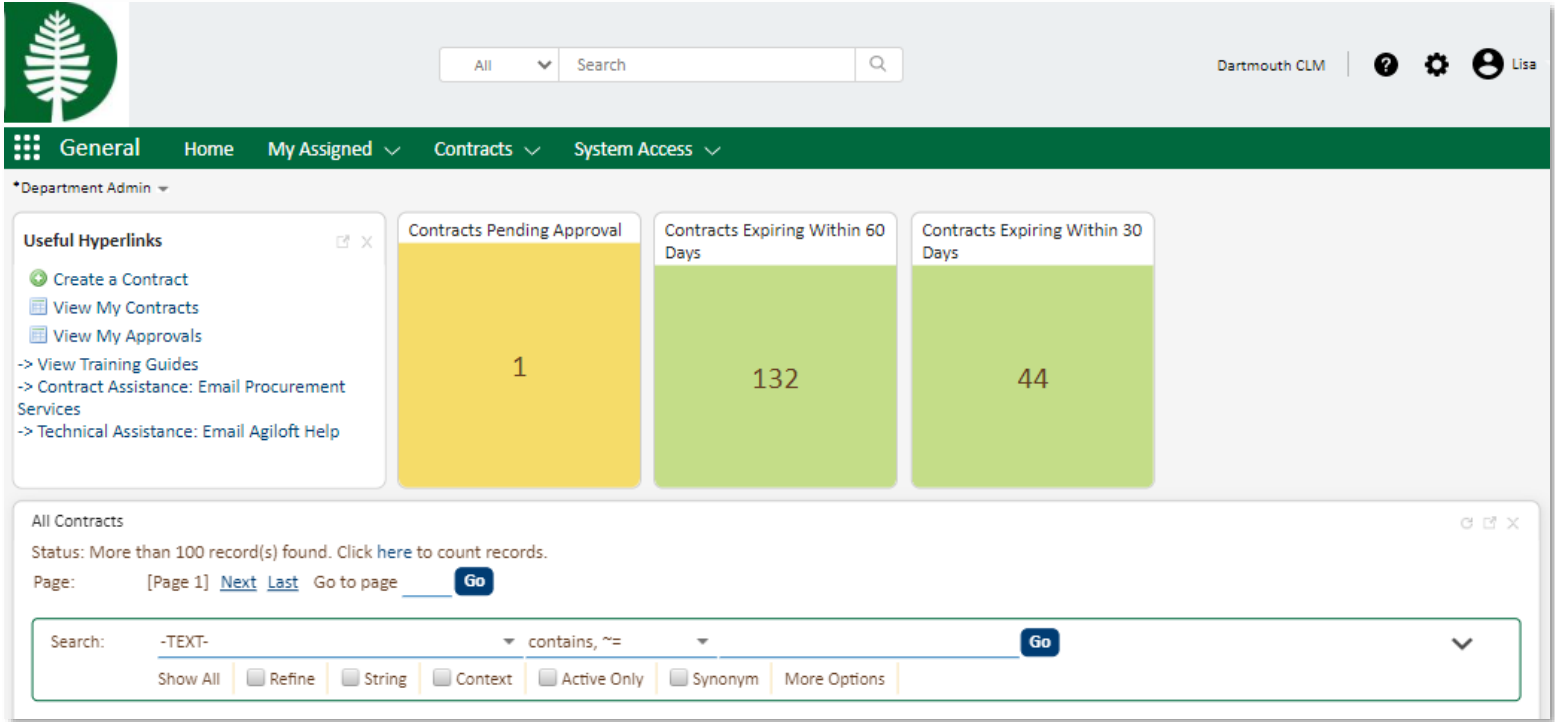 All Search
Dartmouth CLM ? Lisa
General Home My Assigned Contracts System Access
*Department Admin
Useful Hyperlinks
Create a Contract
View My Contracts
View My Approvals
-> View Training Guides
-> Contract Assistance: Email Procurement
Services
-> Technical Assistance: Email Agiloft Help
Contracts Pending Approval
1
Contracts Expiring Within 60
Days
132
Contracts Expiring Within 30
Days
44
All Contracts
Status: More than 100 record(s) found. Click here to count records.
Page: [Page 1] Next Last Go to page Go
Search: -TEXT- contains, ~= Go
Show All Refine String Context Active Only Synonym More Options